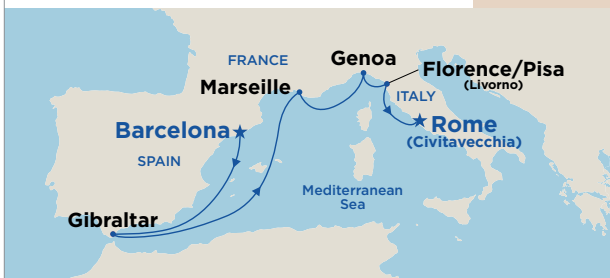 FRANCE
Genoa
Florence/Pisa
(Livorno)
Marseille
ITALY
Barcelona
Rome
(Civitavecchia)
SPAIN
Mediterranean
Sea
Gibraltar